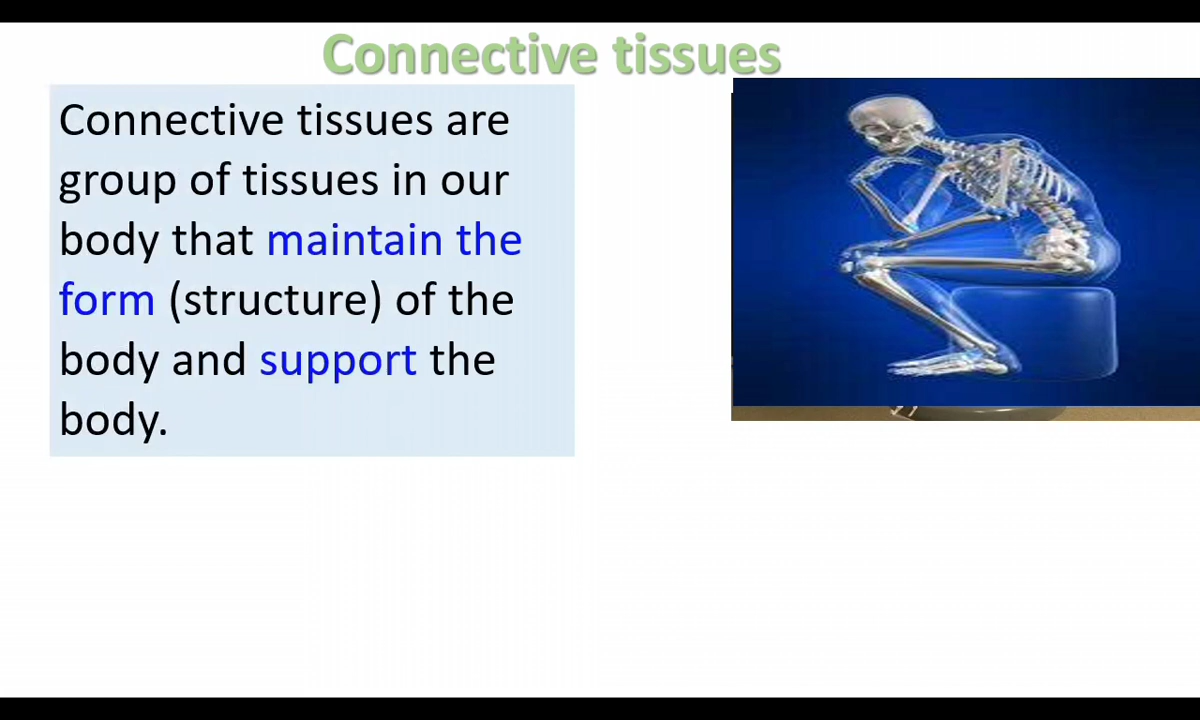 Connective tissues
Connective tissues are
group of tissues in our
body that maintain the
form (structure) of the
body and support the
body.